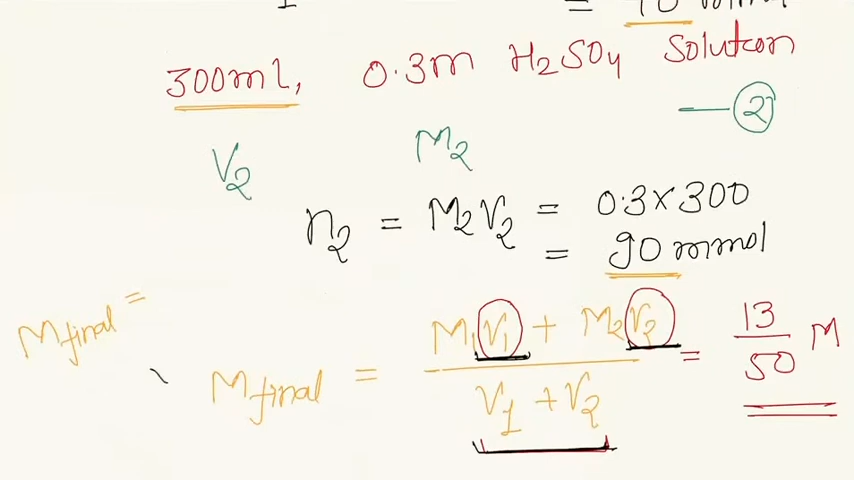 300ml, 0.3m H₂SO₄ solution
V₂ M₂ — ②
n₂ = M₂V₂ = 0.3×300
= 90 mmol
Mfinal =
Mfinal = (M₁V₁ + M₂V₂) / (V₁ + V₂) = 13/50 M